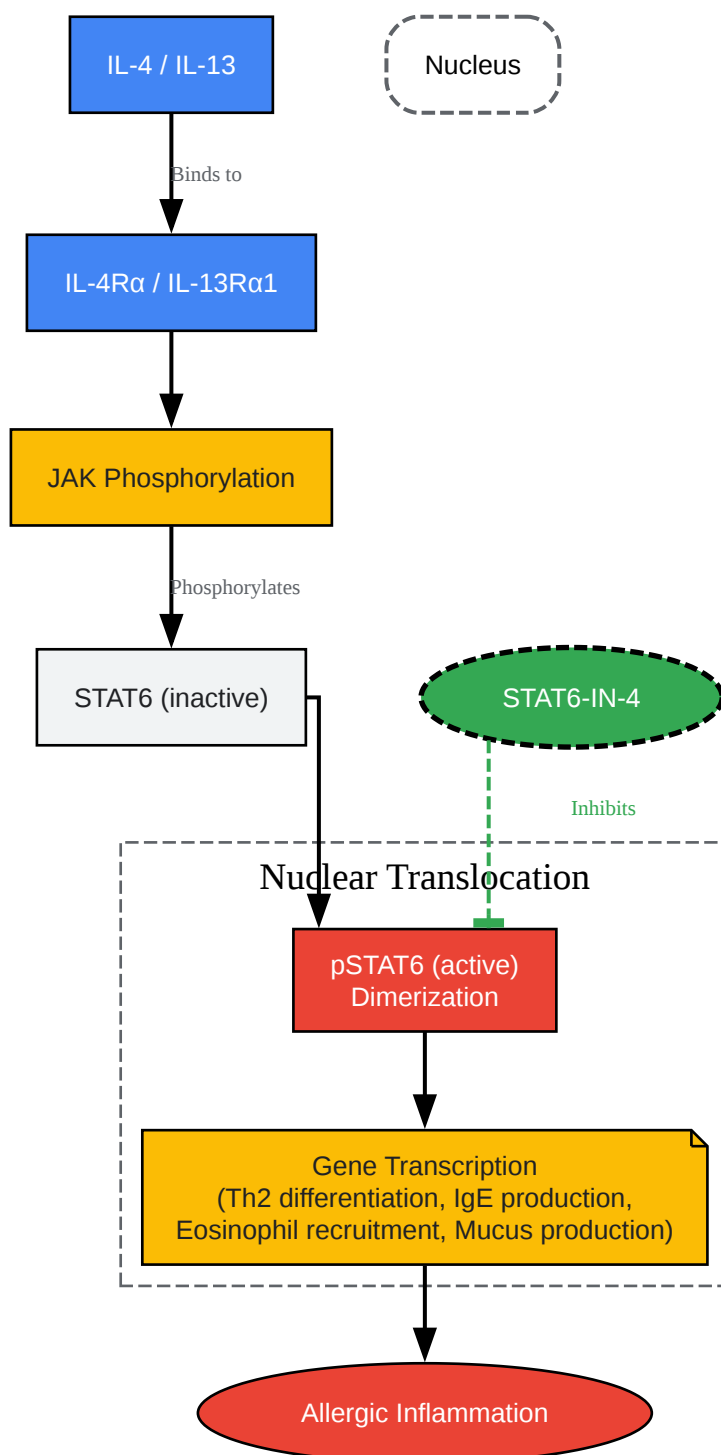 IL-4 / IL-13
Nucleus
Binds to
IL-4Rα / IL-13Rα1
JAK Phosphorylation
Phosphorylates
STAT6 (inactive)
STAT6-IN-4
Inhibits
Nuclear Translocation
pSTAT6 (active)
Dimerization
Gene Transcription
(Th2 differentiation, IgE production,
Eosinophil recruitment, Mucus production)
Allergic Inflammation